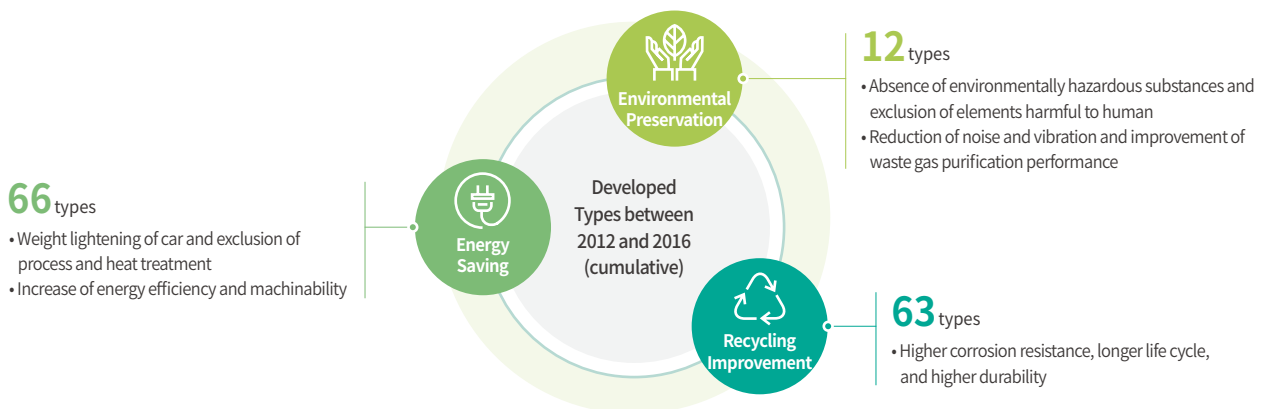 Environmental
Preservation
12 types
• Absence of environmentally hazardous substances and
exclusion of elements harmful to human
• Reduction of noise and vibration and improvement of
waste gas purification performance
66 types
• Weight lightening of car and exclusion of
process and heat treatment
• Increase of energy efficiency and machinability
Energy
Saving
Developed
Types between
2012 and 2016
(cumulative)
Recycling
Improvement
63 types
• Higher corrosion resistance, longer life cycle,
and higher durability